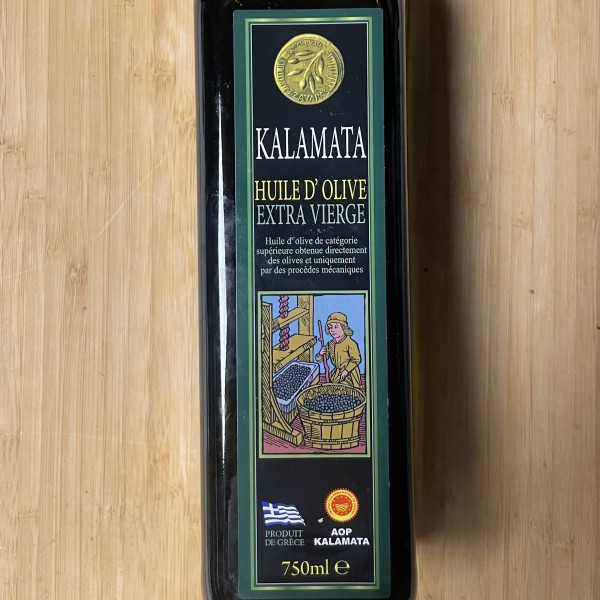 KALAMATA
HUILE D' OLIVE
EXTRA VIERGE
Huile d' olive de catégorie
supérieure obtenue directement
des olives et uniquement
par des procèdes mécaniques
PRODUIT
DE GRÈCE
AOP
KALAMATA
750ml e